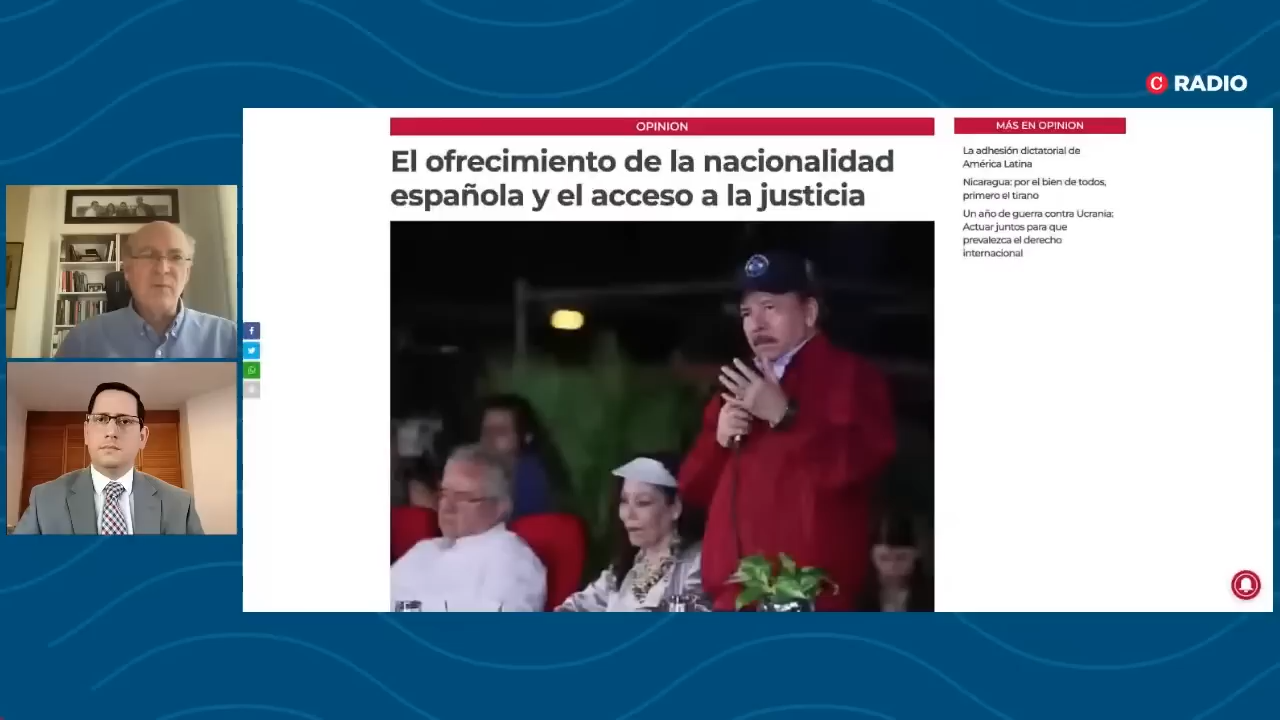 C RADIO
OPINION
El ofrecimiento de la nacionalidad
española y el acceso a la justicia
MÁS EN OPINION
La adhesión dictatorial de
América Latina
Nicaragua: por el bien de todos,
primero el tirano
Un año de guerra contra Ucrania:
Actuar juntos para que
prevalezca el derecho
internacional